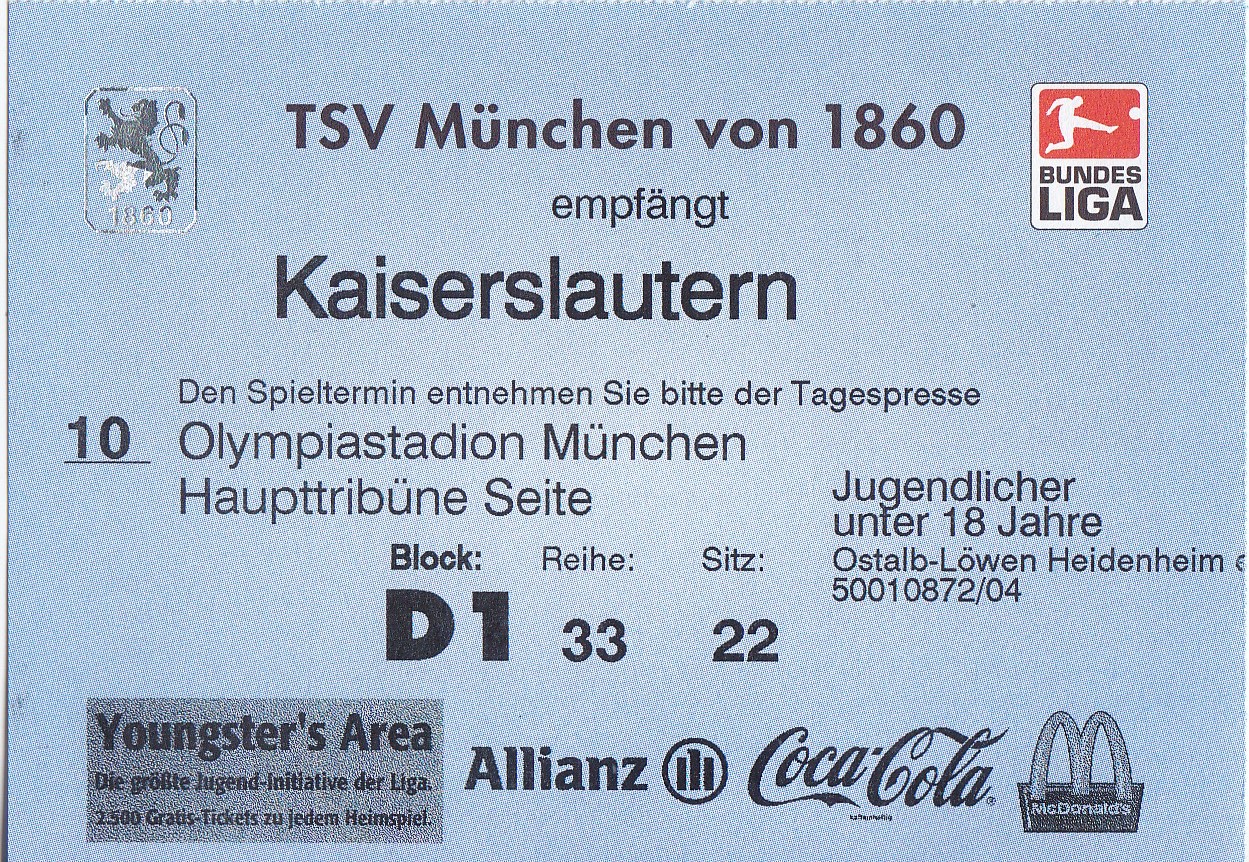 1860
TSV München von 1860
BUNDES
LIGA
empfängt
Kaiserslautern
Den Spieltermin entnehmen Sie bitte der Tagespresse
10 Olympiastadion München
Haupttribüne Seite
Jugendlicher
unter 18 Jahre
Ostalb-Löwen Heidenheim
50010872/04
Block: Reihe: Sitz:
D1 33 22
Youngster's Area
Die größte Jugend-Initiative der Liga.
2.500 Gratis-Tickets zu jedem Heimspiel.
Allianz
Coca-Cola
koffeinhaltig
McDonald's